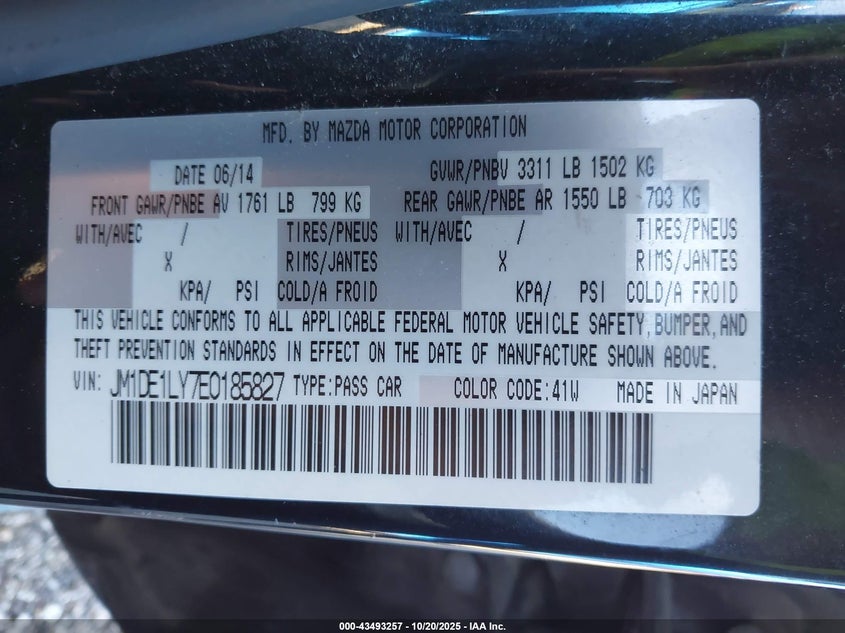 MFD. BY MAZDA MOTOR CORPORATION
DATE 06/14 GVWR/PNBV 3311 LB 1502 KG
FRONT GAWR/PNBE AV 1761 LB 799 KG REAR GAWR/PNBE AR 1550 LB 703 KG
WITH/AVEC / TIRES/PNEUS WITH/AVEC / TIRES/PNEUS
X RIMS/JANTES X RIMS/JANTES
KPA/ PSI COLD/A FROID KPA/ PSI COLD/A FROID
THIS VEHICLE CONFORMS TO ALL APPLICABLE FEDERAL MOTOR VEHICLE SAFETY, BUMPER, AND
THEFT PREVENTION STANDARDS IN EFFECT ON THE DATE OF MANUFACTURE SHOWN ABOVE.
VIN: JM1DE1LY7E0185827 TYPE:PASS CAR COLOR CODE:41W MADE IN JAPAN
000-43493257 - 10/20/2025 - IAA Inc.